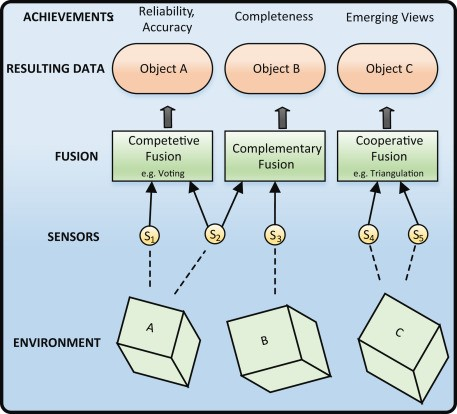 ACHIEVEMENTS:
Reliability,
Accuracy
Completeness
Emerging Views
RESULTING DATA
Object A
Object B
Object C
FUSION
Competetive
Fusion
e.g. Voting
Complementary
Fusion
Cooperative
Fusion
e.g. Triangulation
SENSORS
S1
S2
S3
S4
S5
ENVIRONMENT
A
B
C